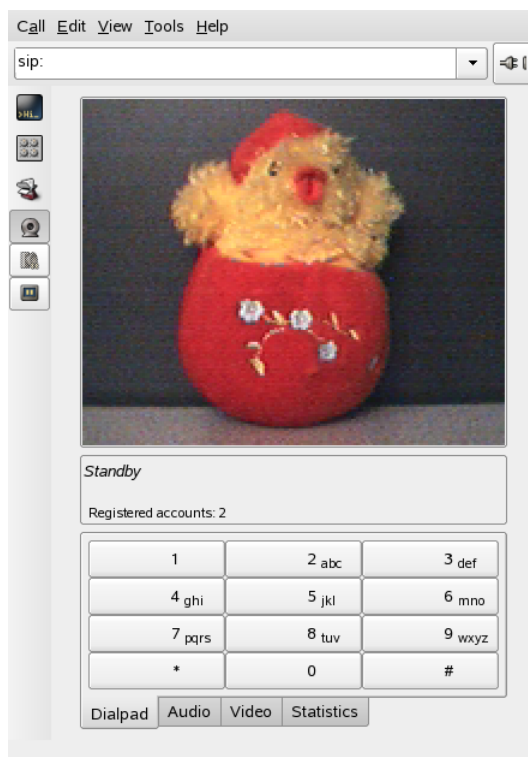 Call Edit View Tools Help
sip:
>Hi_
Standby
Registered accounts: 2
1 2 abc 3 def
4 ghi 5 jkl 6 mno
7 pqrs 8 tuv 9 wxyz
* 0 #
Dialpad Audio Video Statistics